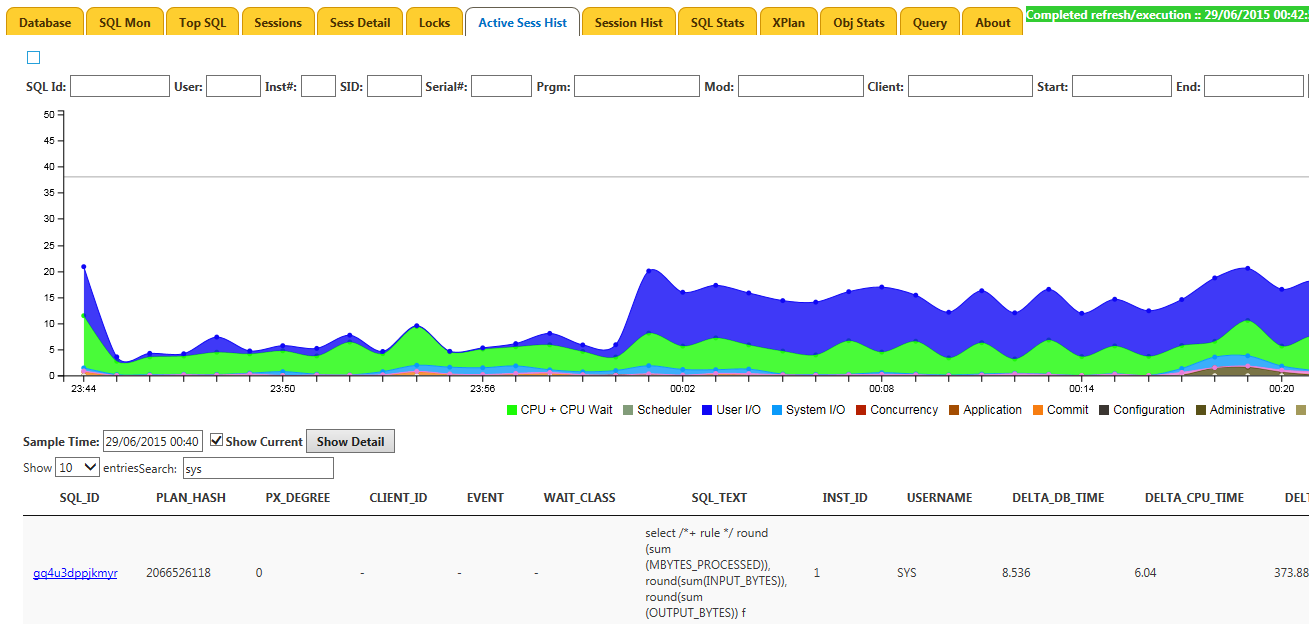 Database SQL Mon Top SQL Sessions Sess Detail Locks Active Sess Hist Session Hist SQL Stats XPlan Obj Stats Query About Completed refresh/execution :: 29/06/2015 00:42:
SQL Id: User: Inst#: SID: Serial#: Prgm: Mod: Client: Start: End:
50
45
40
35
30
25
20
15
10
5
0
23:44 23:50 23:56 00:02 00:08 00:14 00:20
CPU + CPU Wait Scheduler User I/O System I/O Concurrency Application Commit Configuration Administrative
Sample Time: 29/06/2015 00:40 Show Current Show Detail
Show 10 entriesSearch: sys
SQL_ID PLAN_HASH PX_DEGREE CLIENT_ID EVENT WAIT_CLASS SQL_TEXT INST_ID USERNAME DELTA_DB_TIME DELTA_CPU_TIME DELT
select /*+ rule */ round
(sum
(MBYTES_PROCESSED)),
gq4u3dppjkmyr 2066526118 0 - - - round(sum(INPUT_BYTES)), 1 SYS 8.536 6.04 373.88
round(sum
(OUTPUT_BYTES)) f